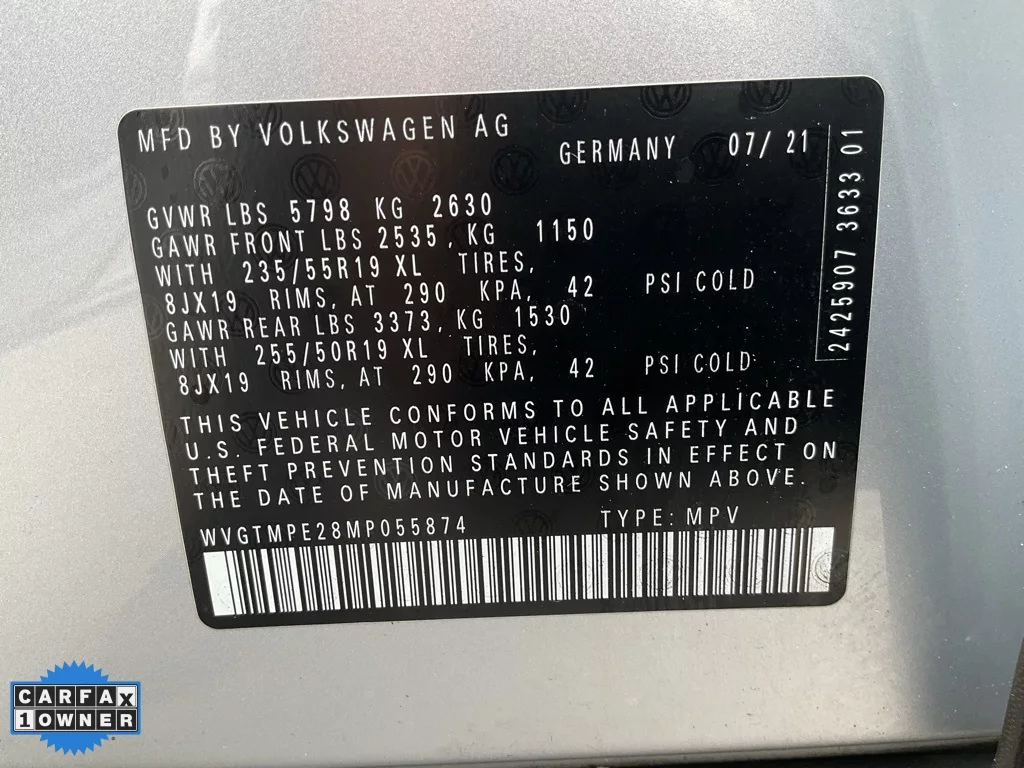 MFD BY VOLKSWAGEN AG
GERMANY 07/ 21
GVWR LBS 5798 KG 2630
GAWR FRONT LBS 2535, KG 1150
WITH 235/55R19 XL TIRES,
8JX19 RIMS, AT 290 KPA, 42 PSI COLD
GAWR REAR LBS 3373, KG 1530
WITH 255/50R19 XL TIRES,
8JX19 RIMS, AT 290 KPA, 42 PSI COLD
THIS VEHICLE CONFORMS TO ALL APPLICABLE
U.S. FEDERAL MOTOR VEHICLE SAFETY AND
THEFT PREVENTION STANDARDS IN EFFECT ON
THE DATE OF MANUFACTURE SHOWN ABOVE.
WVGTMPE28MP055874 TYPE: MPV
2425907 3633 01
CARFAX
1 OWNER